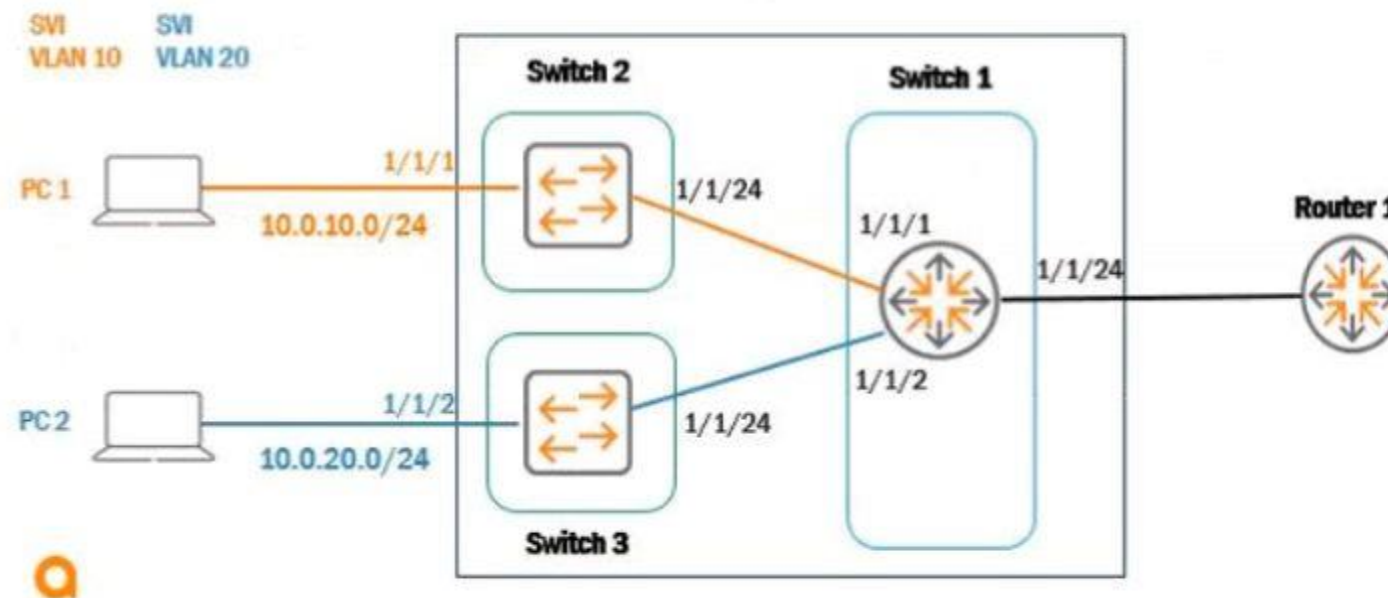 SVI SVI
VLAN 10 VLAN 20
Switch 2
Switch 1
PC 1
1/1/1
10.0.10.0/24
1/1/24
1/1/1
1/1/24
Router 1
PC 2
1/1/2
10.0.20.0/24
1/1/24
1/1/2
Switch 3